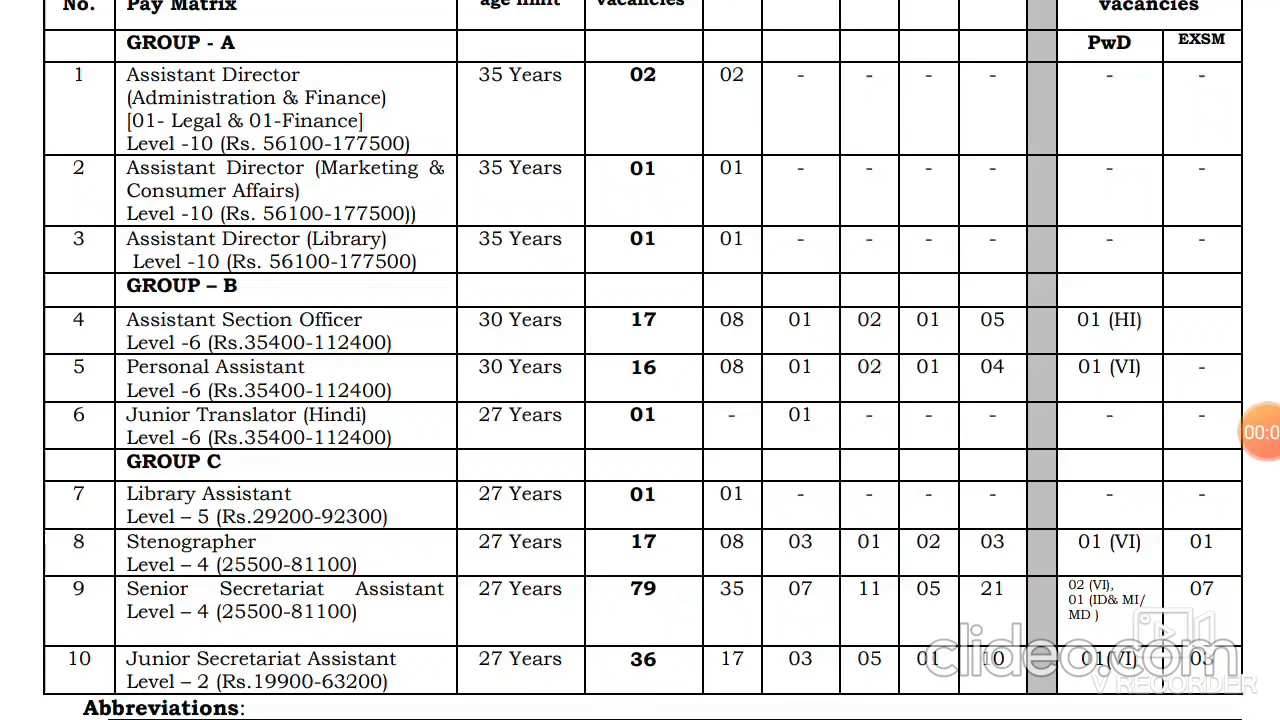 No. Pay Matrix age limit vacancies vacancies
GROUP - A PwD EXSM
1 Assistant Director 35 Years 02 02 - - - - - -
(Administration & Finance)
[01- Legal & 01-Finance]
Level -10 (Rs. 56100-177500)
2 Assistant Director (Marketing & 35 Years 01 01 - - - - - -
Consumer Affairs)
Level -10 (Rs. 56100-177500))
3 Assistant Director (Library) 35 Years 01 01 - - - - - -
Level -10 (Rs. 56100-177500)
GROUP – B
4 Assistant Section Officer 30 Years 17 08 01 02 01 05 01 (HI)
Level -6 (Rs.35400-112400)
5 Personal Assistant 30 Years 16 08 01 02 01 04 01 (VI) -
Level -6 (Rs.35400-112400)
6 Junior Translator (Hindi) 27 Years 01 - 01 - - - - -
Level -6 (Rs.35400-112400)
GROUP C
7 Library Assistant 27 Years 01 01 - - - - - -
Level – 5 (Rs.29200-92300)
8 Stenographer 27 Years 17 08 03 01 02 03 01 (VI) 01
Level – 4 (25500-81100)
9 Senior Secretariat Assistant 27 Years 79 35 07 11 05 21 02 (VI), 07
01 (ID& MI/
MD )
Level – 4 (25500-81100)
10 Junior Secretariat Assistant 27 Years 36 17 03 05 01 10 01(VI) 03
Level – 2 (Rs.19900-63200)
Abbreviations:
00:0
clideo.com
V RECORDER